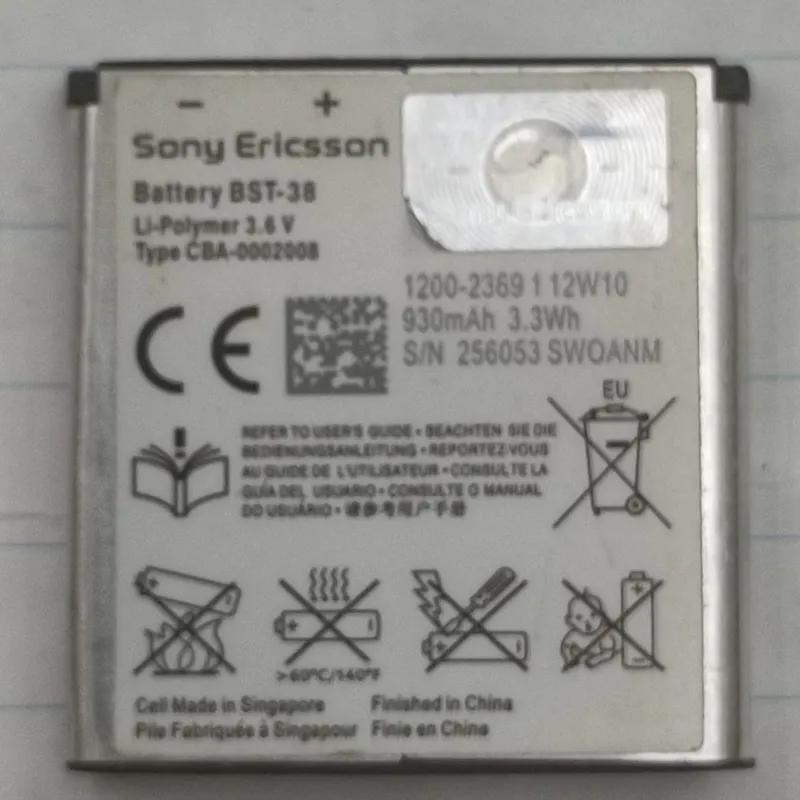 − +
Sony Ericsson
Battery BST-38
Li-Polymer 3.6 V
Type CBA-0002008
1200-2369 1 12W10
930mAh 3.3Wh
S/N 256053 SWOANM
CE
EU
REFER TO USER'S GUIDE • BEACHTEN SIE DIE
BEDIENUNGSANLEITUNG • REPORTEZ-VOUS
AU GUIDE DE L'UTILISATEUR • CONSULTE LA
GUÍA DEL USUARIO • CONSULTE O MANUAL
DO USUÁRIO • 请参考用户手册
>60°C/140°F
Cell Made in Singapore Finished in China
Pile Fabriquée à Singapour Finie en Chine